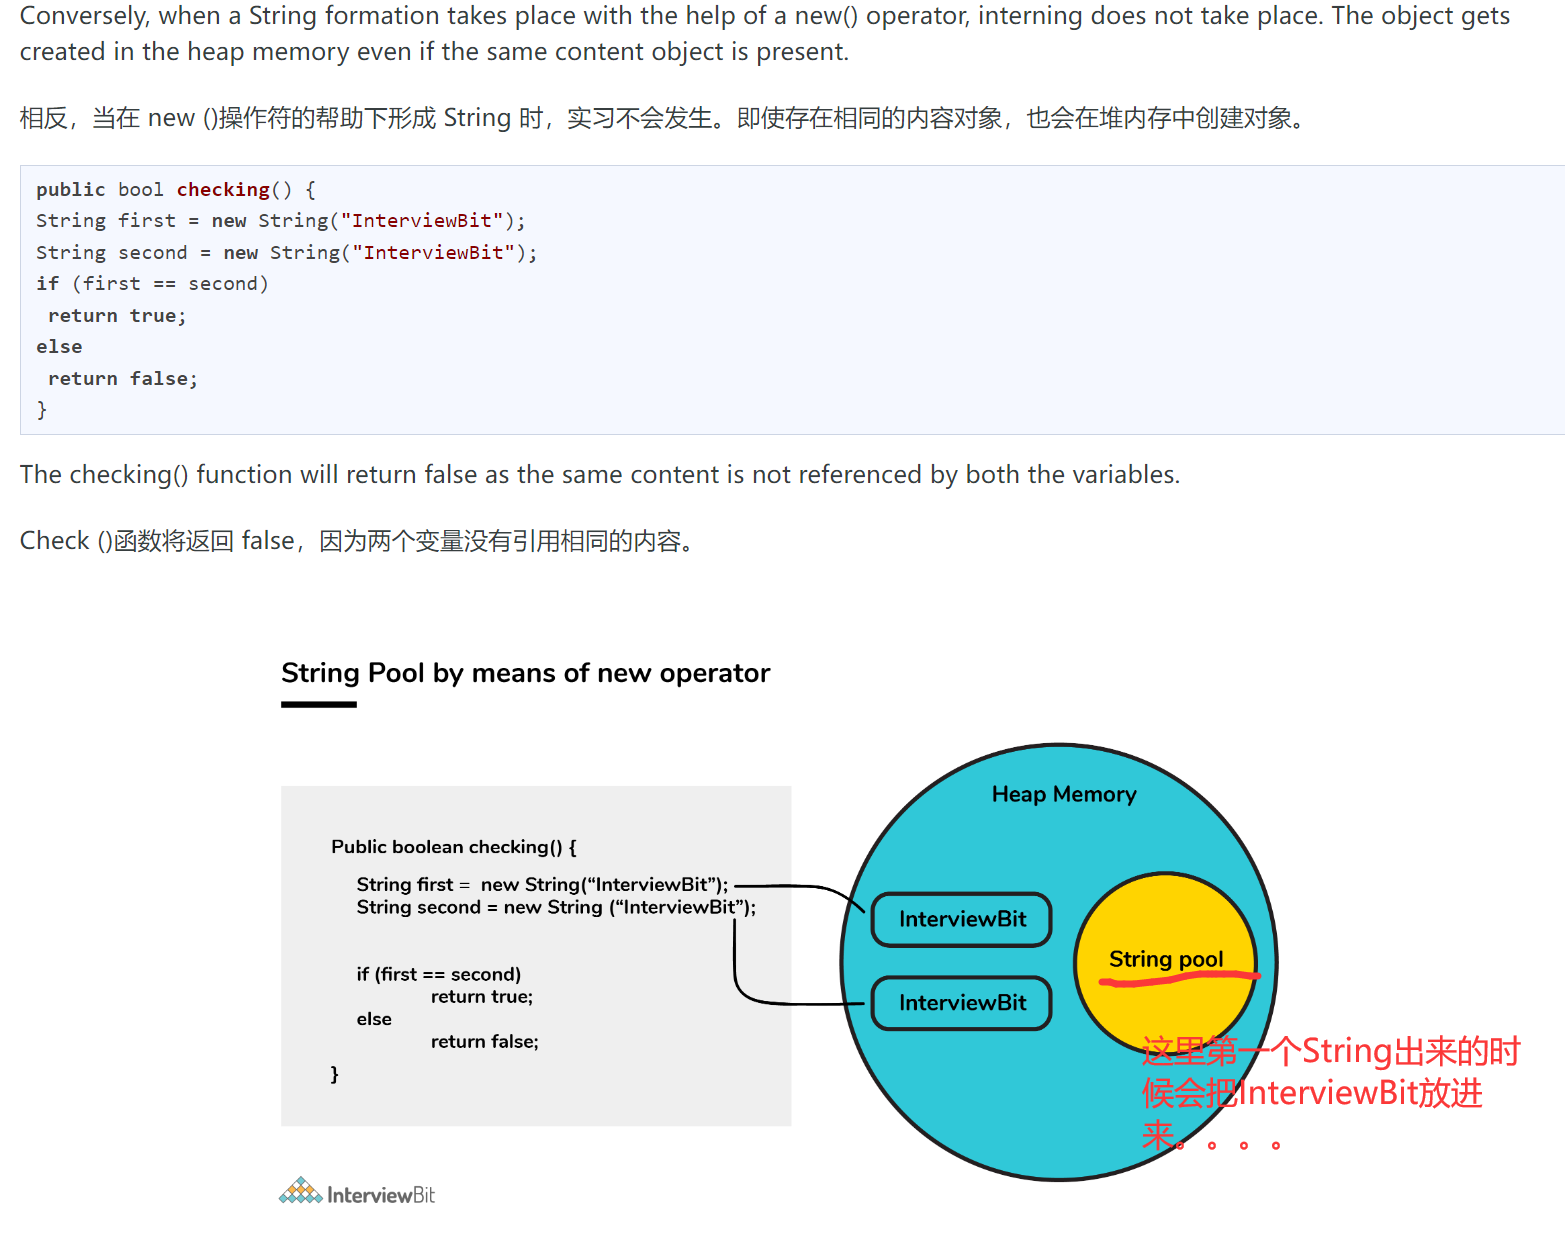 Conversely, when a String formation takes place with the help of a new() operator, interning does not take place. The object gets
created in the heap memory even if the same content object is present.
相反，当在 new ()操作符的帮助下形成 String 时，实习不会发生。即使存在相同的内容对象，也会在堆内存中创建对象。
public bool checking() {
String first = new String("InterviewBit");
String second = new String("InterviewBit");
if (first == second)
 return true;
else
 return false;
}
The checking() function will return false as the same content is not referenced by both the variables.
Check ()函数将返回 false，因为两个变量没有引用相同的内容。
String Pool by means of new operator
Public boolean checking() {
String first = new String(“InterviewBit”);
String second = new String (“InterviewBit”);
if (first == second)
return true;
else
return false;
}
Heap Memory
InterviewBit
InterviewBit
String pool
这里第一个String出来的时
候会把InterviewBit放进
来。。。。
InterviewBit